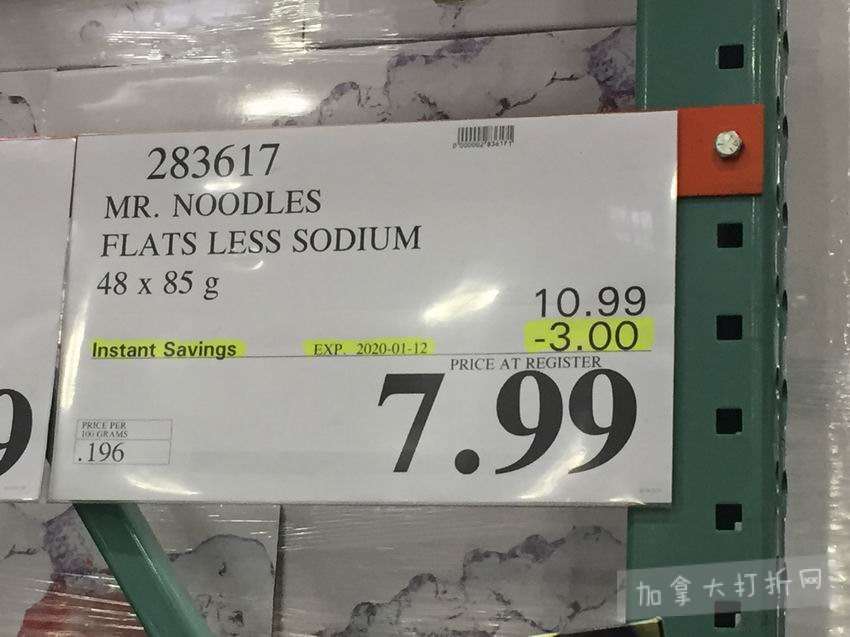 283617
MR. NOODLES
FLATS LESS SODIUM
48 x 85 g
10.99
Instant Savings EXP. 2020-01-12 -3.00
PRICE AT REGISTER
7.99
PRICE PER
100 GRAMS
.196
9
加拿大打折网